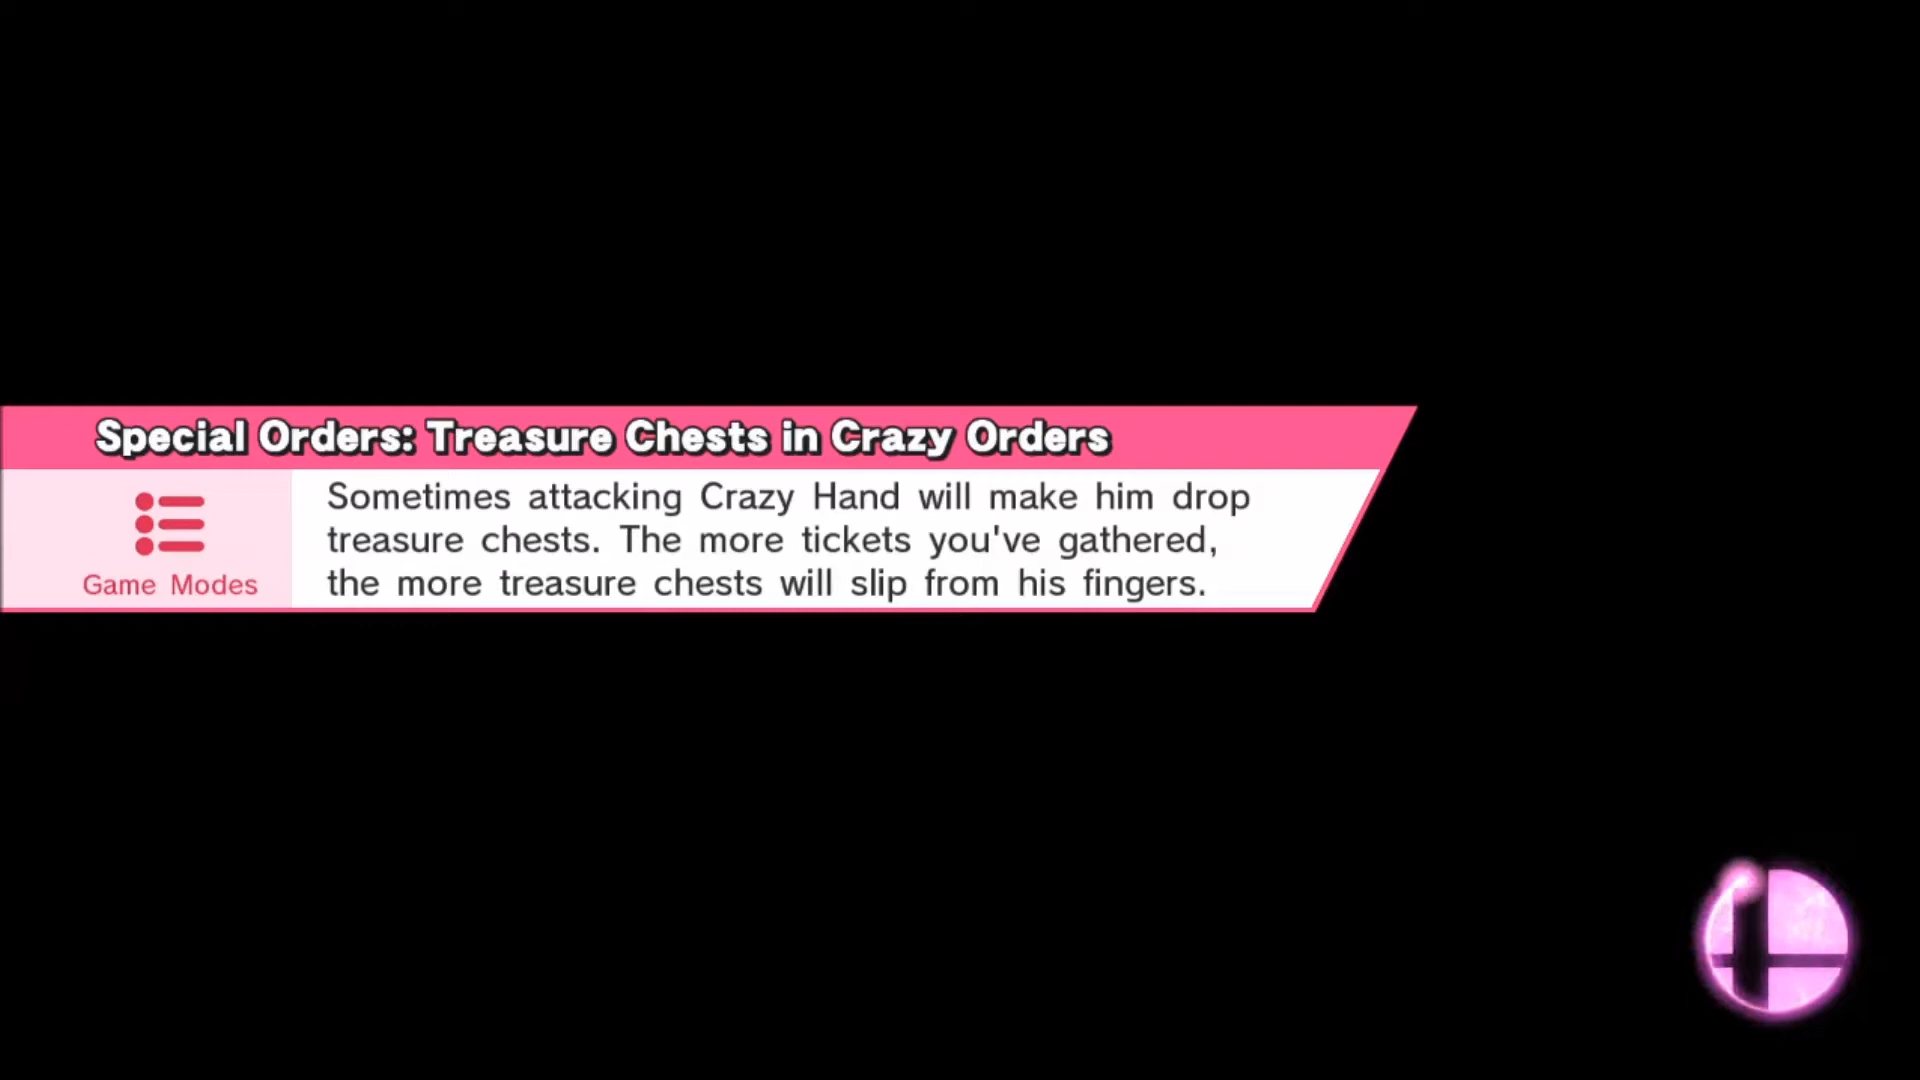 Special Orders: Treasure Chests in Crazy Orders
Sometimes attacking Crazy Hand will make him drop
treasure chests. The more tickets you've gathered,
the more treasure chests will slip from his fingers.
Game Modes